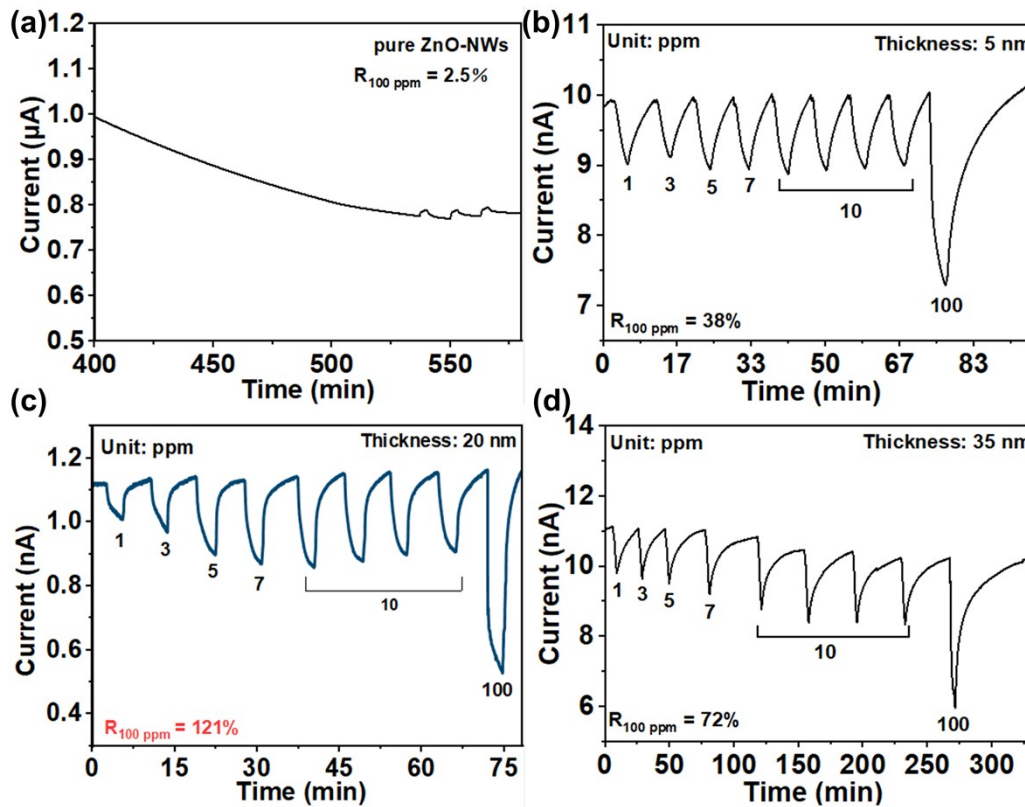 (a)
pure ZnO-NWs
R100 ppm = 2.5%
1.2
1.1
1.0
0.9
0.8
0.7
0.6
0.5
Current (µA)
400
450
500
550
Time (min)
(b)
Unit: ppm
Thickness: 5 nm
11
10
9
8
7
Current (nA)
1
3
5
7
10
100
R100 ppm = 38%
0
17
33
50
67
83
Time (min)
(c)
Unit: ppm
Thickness: 20 nm
1.2
1.0
0.8
0.6
0.4
Current (nA)
1
3
5
7
10
100
R100 ppm = 121%
0
15
30
45
60
75
Time (min)
(d)
Unit: ppm
Thickness: 35 nm
14
12
10
8
6
Current (nA)
1
3
5
7
10
100
R100 ppm = 72%
0
50
100
150
200
250
300
Time (min)